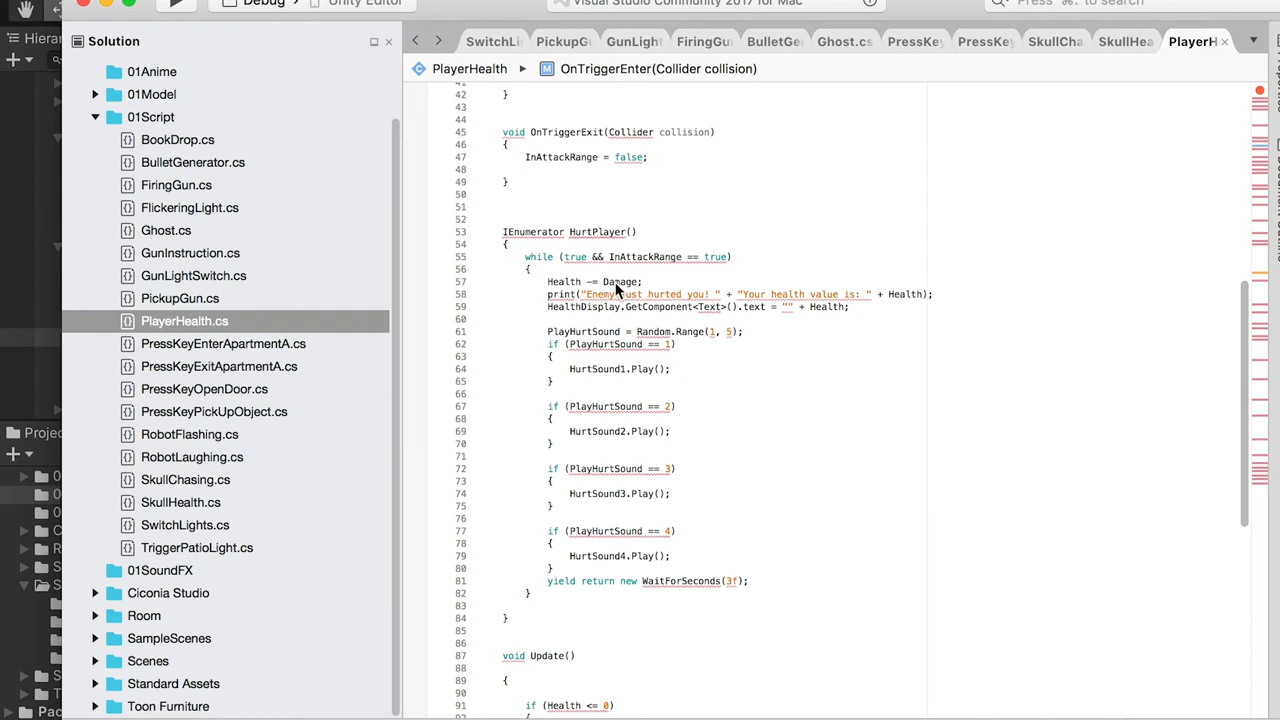 Debug
Unity Editor
Visual Studio Community 2017 for Mac
Press ⌘. to search
Hierar
Solution
SwitchLi
PickupG
GunLight
FiringGu
BulletGe
Ghost.cs
PressKey
PressKey
SkullCha
SkullHea
PlayerH
PlayerHealth
OnTriggerEnter(Collider collision)
01Anime
01Model
01Script
BookDrop.cs
BulletGenerator.cs
FiringGun.cs
FlickeringLight.cs
Ghost.cs
GunInstruction.cs
GunLightSwitch.cs
PickupGun.cs
PlayerHealth.cs
PressKeyEnterApartmentA.cs
PressKeyExitApartmentA.cs
PressKeyOpenDoor.cs
PressKeyPickUpObject.cs
RobotFlashing.cs
RobotLaughing.cs
SkullChasing.cs
SkullHealth.cs
SwitchLights.cs
TriggerPatioLight.cs
01SoundFX
Ciconia Studio
Room
SampleScenes
Scenes
Standard Assets
Toon Furniture
Projec
Pac
41
42 }
43
44
45 void OnTriggerExit(Collider collision)
46 {
47 InAttackRange = false;
48
49 }
50
51
52
53 IEnumerator HurtPlayer()
54 {
55 while (true && InAttackRange == true)
56 {
57 Health -= Damage;
58 print("Enemy just hurted you! " + "Your health value is: " + Health);
59 HealthDisplay.GetComponent<Text>().text = "" + Health;
60
61 PlayHurtSound = Random.Range(1, 5);
62 if (PlayHurtSound == 1)
63 {
64 HurtSound1.Play();
65 }
66
67 if (PlayHurtSound == 2)
68 {
69 HurtSound2.Play();
70 }
71
72 if (PlayHurtSound == 3)
73 {
74 HurtSound3.Play();
75 }
76
77 if (PlayHurtSound == 4)
78 {
79 HurtSound4.Play();
80 }
81 yield return new WaitForSeconds(3f);
82 }
83
84 }
85
86
87 void Update()
88
89 {
90
91 if (Health <= 0)
92 {